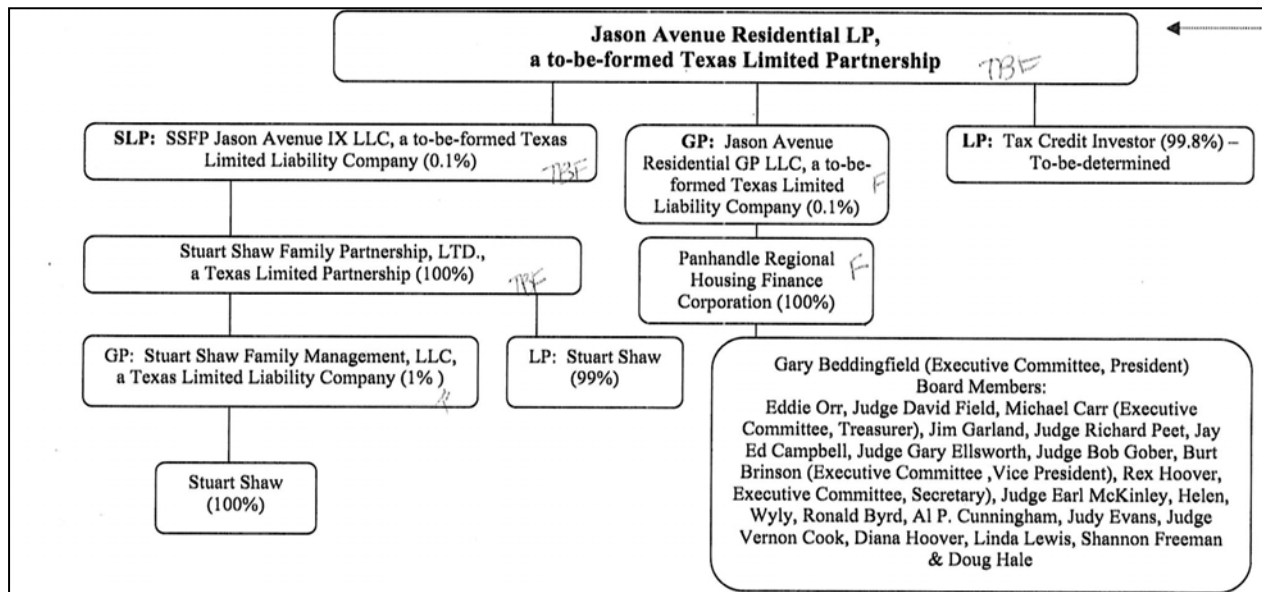 Jason Avenue Residential LP,
a to-be-formed Texas Limited Partnership TBF
SLP: SSFP Jason Avenue IX LLC, a to-be-formed Texas
Limited Liability Company (0.1%)
TBF
GP: Jason Avenue
Residential GP LLC, a to-be-
formed Texas Limited F
Liability Company (0.1%)
LP: Tax Credit Investor (99.8%) –
To-be-determined
Stuart Shaw Family Partnership, LTD.,
a Texas Limited Partnership (100%)
Panhandle Regional F
Housing Finance
Corporation (100%)
GP: Stuart Shaw Family Management, LLC,
a Texas Limited Liability Company (1% )
LP: Stuart Shaw
(99%)
Stuart Shaw
(100%)
Gary Beddingfield (Executive Committee, President)
Board Members:
Eddie Orr, Judge David Field, Michael Carr (Executive
Committee, Treasurer), Jim Garland, Judge Richard Peet, Jay
Ed Campbell, Judge Gary Ellsworth, Judge Bob Gober, Burt
Brinson (Executive Committee ,Vice President), Rex Hoover,
Executive Committee, Secretary), Judge Earl McKinley, Helen,
Wyly, Ronald Byrd, Al P. Cunningham, Judy Evans, Judge
Vernon Cook, Diana Hoover, Linda Lewis, Shannon Freeman
& Doug Hale